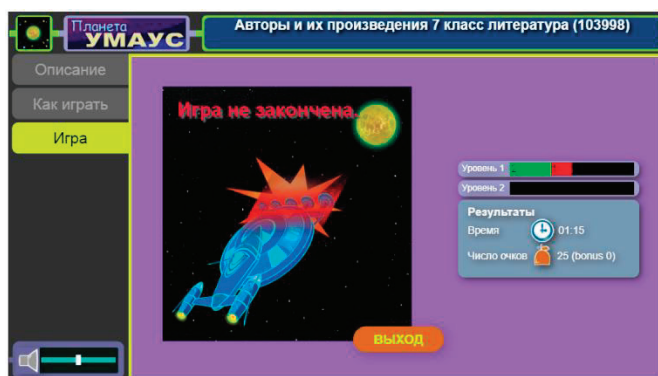 Планета
УМАУС
Авторы и их произведения 7 класс литература (103998)
Описание
Как играть
Игра
Игра не закончена.
Уровень 1
Уровень 2
Результаты
Время 01:15
Число очков 25 (bonus 0)
ВЫХОД